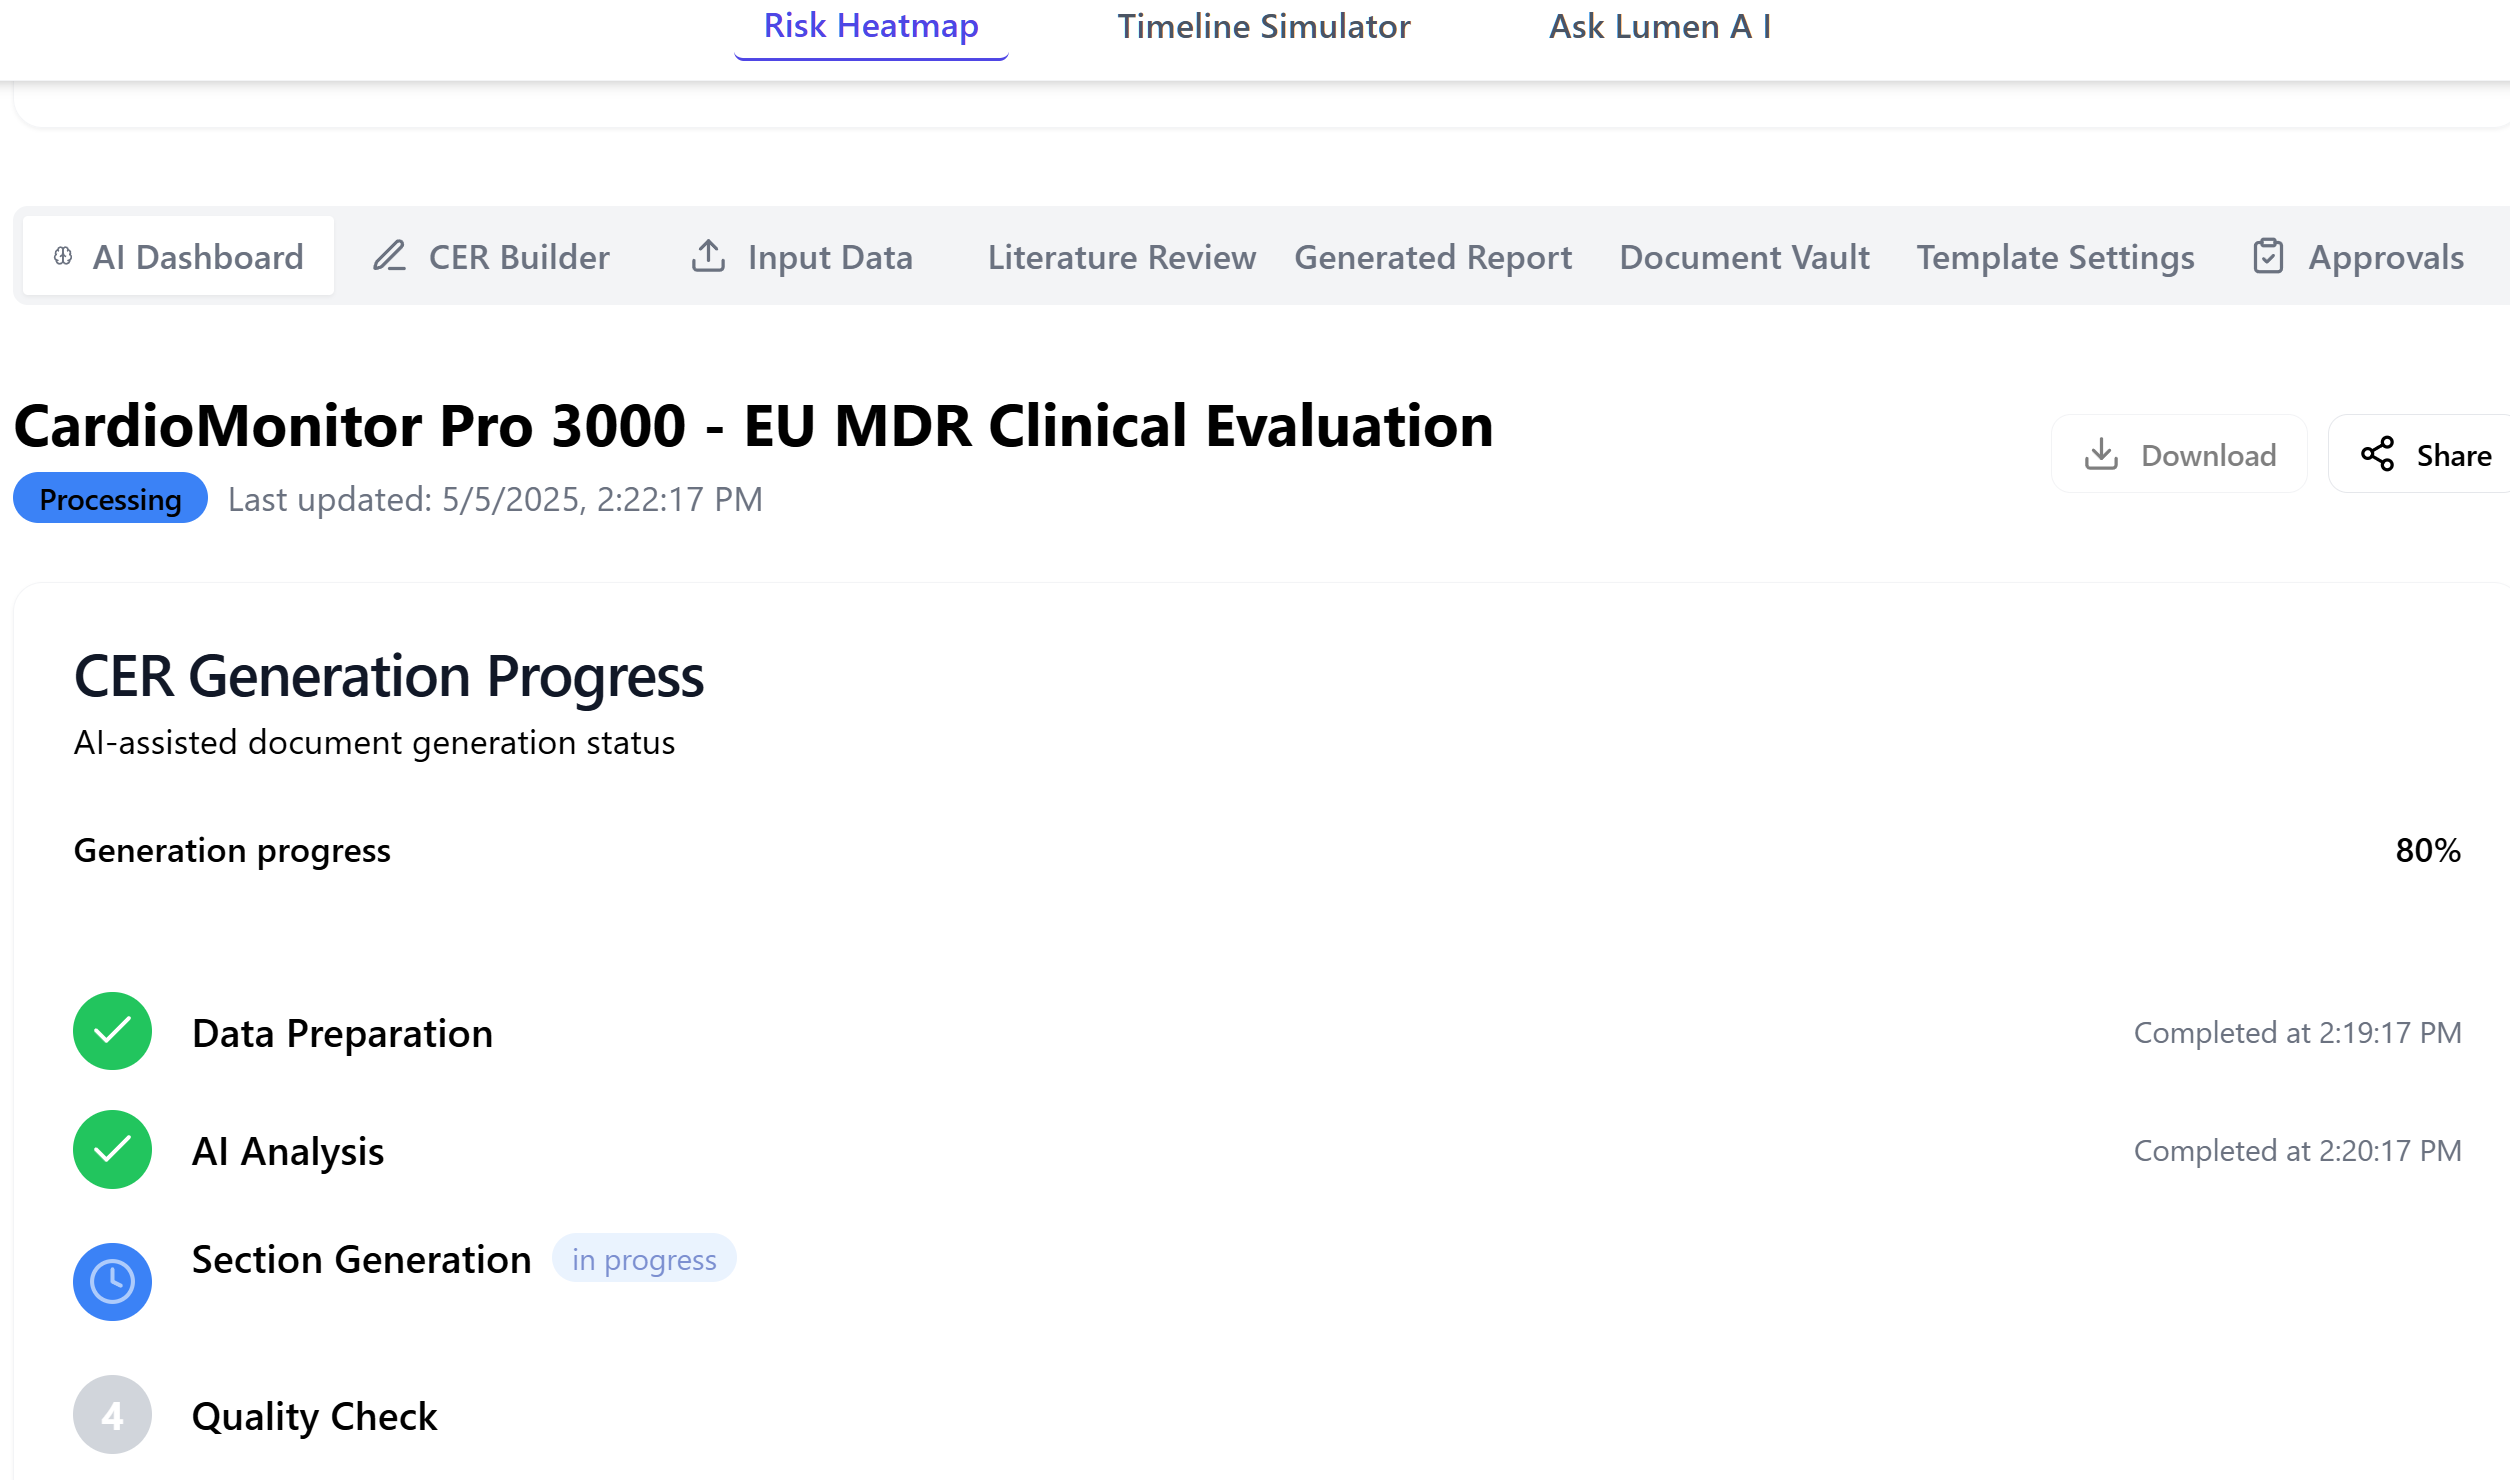 Risk Heatmap Timeline Simulator Ask Lumen A I
AI Dashboard CER Builder Input Data Literature Review Generated Report Document Vault Template Settings Approvals
CardioMonitor Pro 3000 - EU MDR Clinical Evaluation
Download Share
Processing Last updated: 5/5/2025, 2:22:17 PM
CER Generation Progress
AI-assisted document generation status
Generation progress 80%
Data Preparation Completed at 2:19:17 PM
AI Analysis Completed at 2:20:17 PM
Section Generation in progress
4 Quality Check